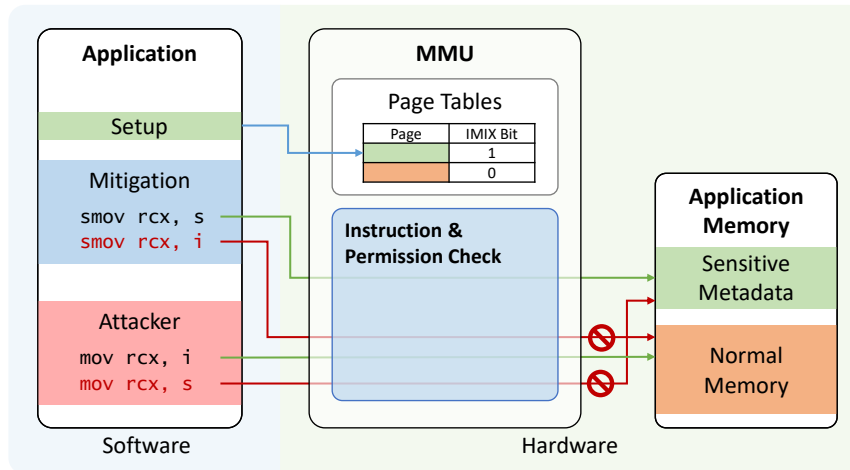 Application
Setup
Mitigation
smov rcx, s
smov rcx, i
Attacker
mov rcx, i
mov rcx, s
Software
MMU
Page Tables
Page IMIX Bit
1
0
Instruction &
Permission Check
Application
Memory
Sensitive
Metadata
Normal
Memory
Hardware